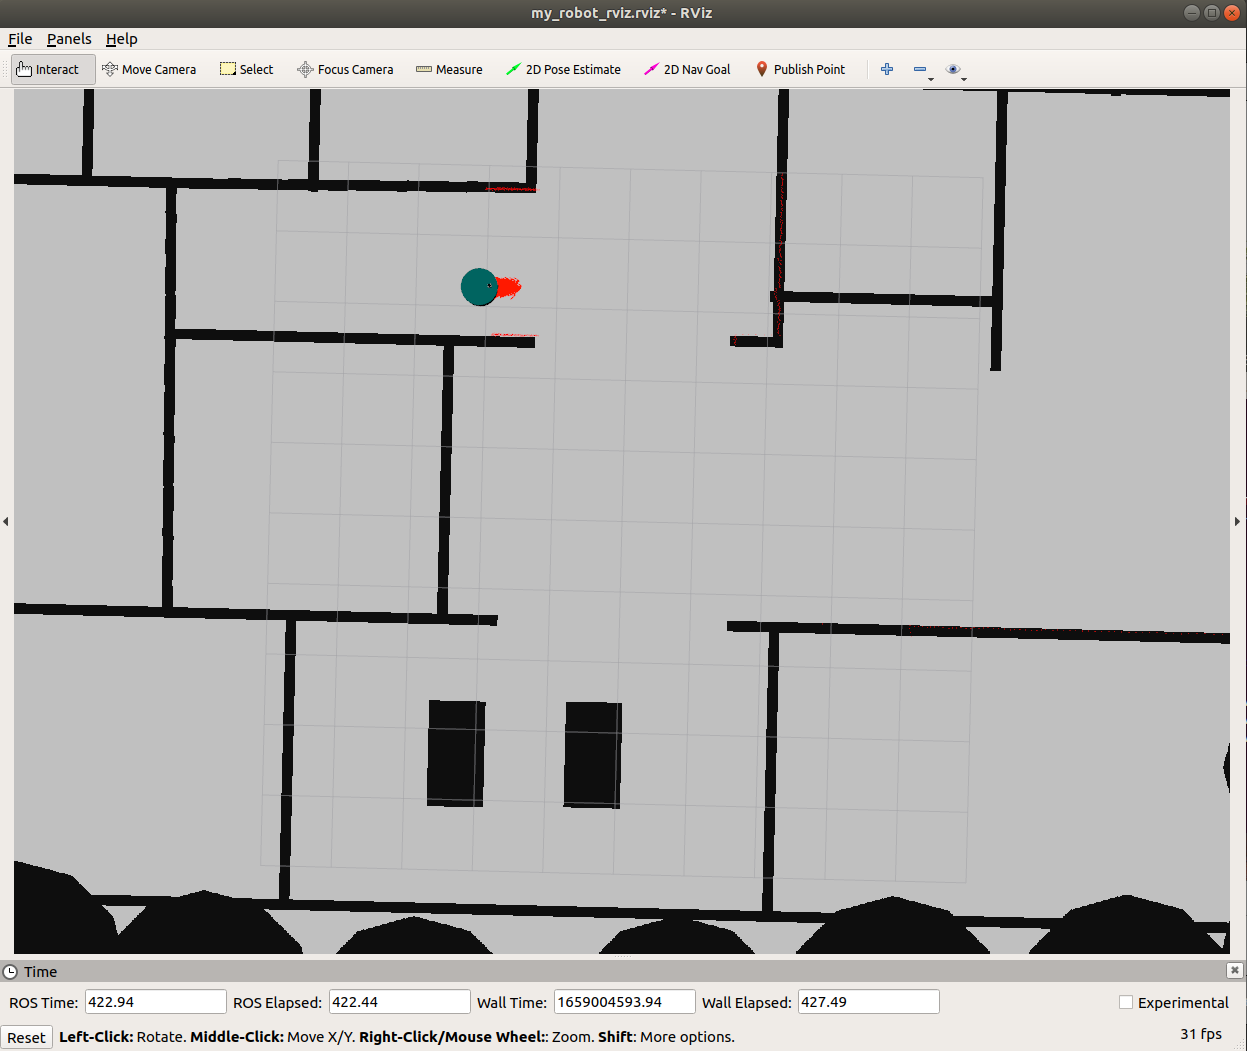 my_robot_rviz.rviz* - RViz
File Panels Help
Interact Move Camera Select Focus Camera Measure 2D Pose Estimate 2D Nav Goal Publish Point
Time
ROS Time: 422.94 ROS Elapsed: 422.44 Wall Time: 1659004593.94 Wall Elapsed: 427.49 Experimental
Reset Left-Click: Rotate. Middle-Click: Move X/Y. Right-Click/Mouse Wheel:: Zoom. Shift: More options. 31 fps